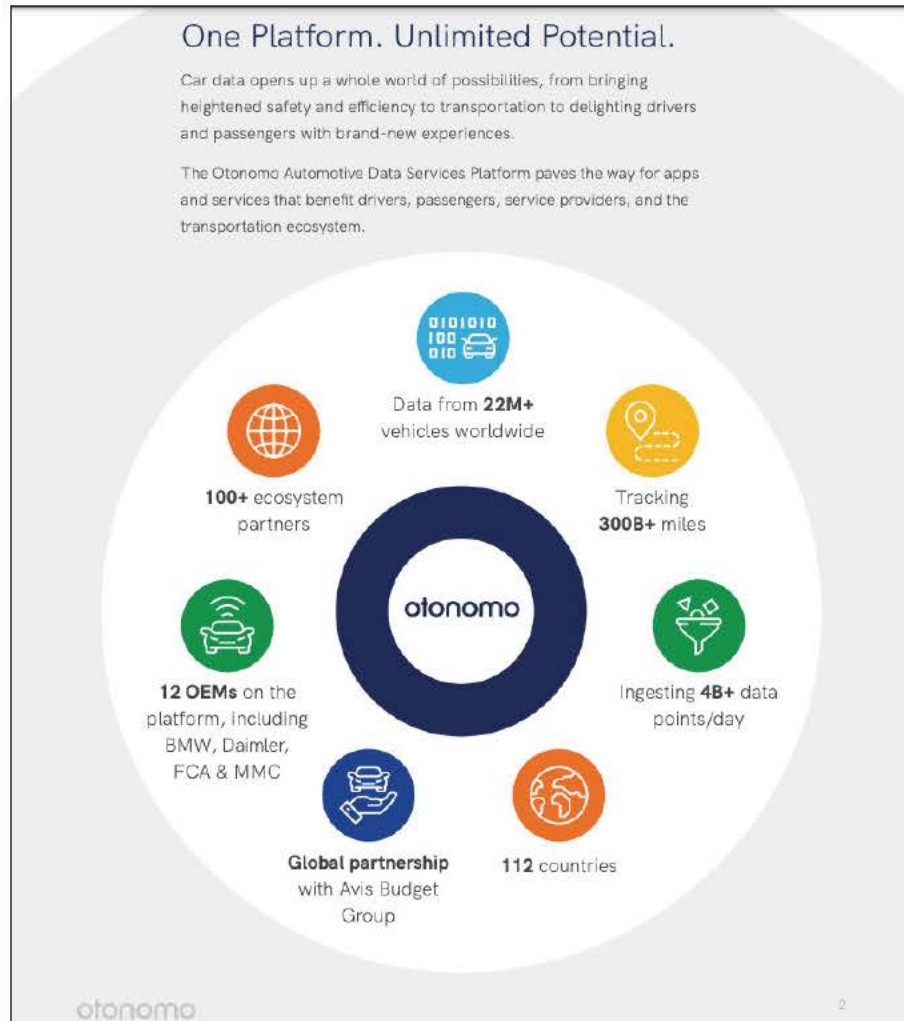 One Platform. Unlimited Potential.
Car data opens up a whole world of possibilities, from bringing
heightened safety and efficiency to transportation to delighting drivers
and passengers with brand-new experiences.
The Otonomo Automotive Data Services Platform paves the way for apps
and services that benefit drivers, passengers, service providers, and the
transportation ecosystem.
0101010
100
010
Data from 22M+
vehicles worldwide
100+ ecosystem
partners
Tracking
300B+ miles
otonomo
12 OEMs on the
platform, including
BMW, Daimler,
FCA & MMC
Ingesting 4B+ data
points/day
Global partnership
with Avis Budget
Group
112 countries
otonomo
2